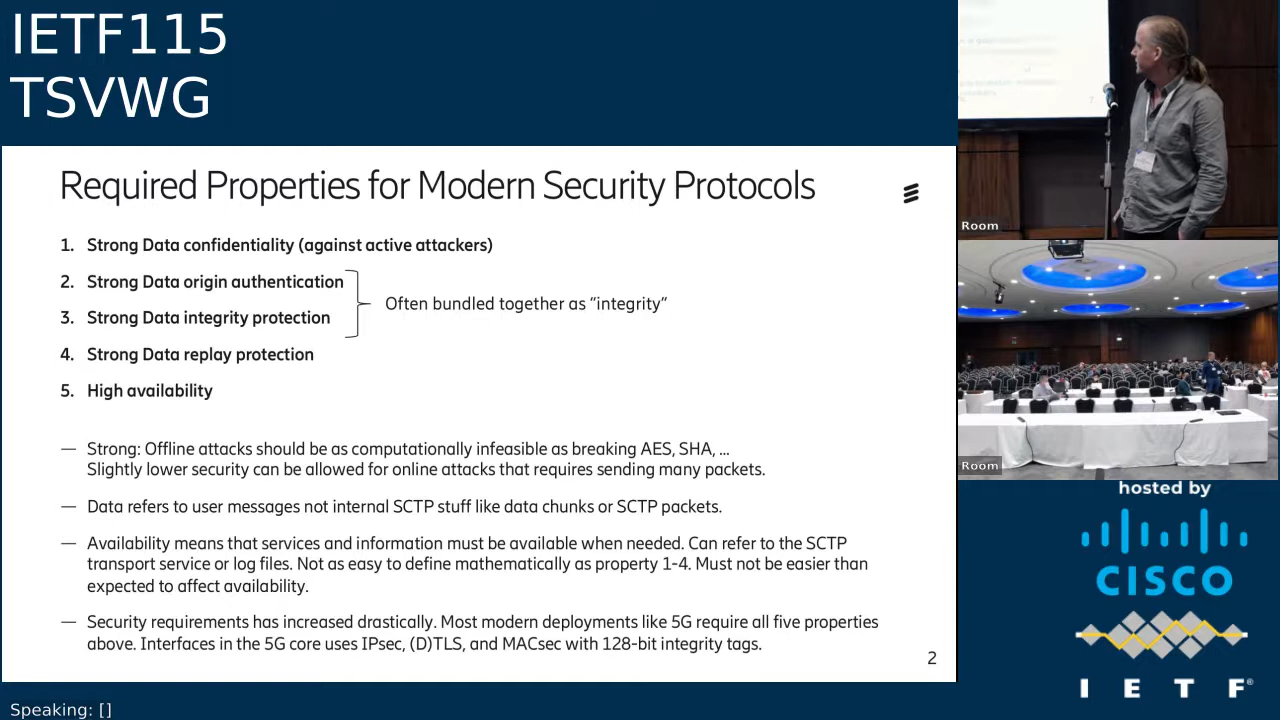 IETF115
TSVWG
Required Properties for Modern Security Protocols
1. Strong Data confidentiality (against active attackers)
2. Strong Data origin authentication
Often bundled together as “integrity”
3. Strong Data integrity protection
4. Strong Data replay protection
5. High availability
— Strong: Offline attacks should be as computationally infeasible as breaking AES, SHA, …
Slightly lower security can be allowed for online attacks that requires sending many packets.
— Data refers to user messages not internal SCTP stuff like data chunks or SCTP packets.
— Availability means that services and information must be available when needed. Can refer to the SCTP
transport service or log files. Not as easy to define mathematically as property 1-4. Must not be easier than
expected to affect availability.
— Security requirements has increased drastically. Most modern deployments like 5G require all five properties
above. Interfaces in the 5G core uses IPsec, (D)TLS, and MACsec with 128-bit integrity tags.
2
Room
Room
hosted by
CISCO
IETF®
Speaking: []